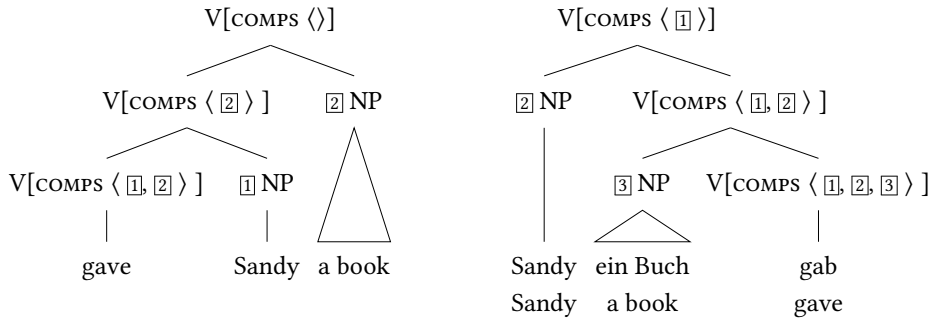 V[COMPS ⟨⟩] V[COMPS ⟨ 1 ⟩]
V[COMPS ⟨ 2 ⟩ ] 2 NP 2 NP V[COMPS ⟨ 1, 2 ⟩ ]
V[COMPS ⟨ 1, 2 ⟩ ] 1 NP 3 NP V[COMPS ⟨ 1, 2, 3 ⟩ ]
gave Sandy a book Sandy ein Buch gab
Sandy a book gave